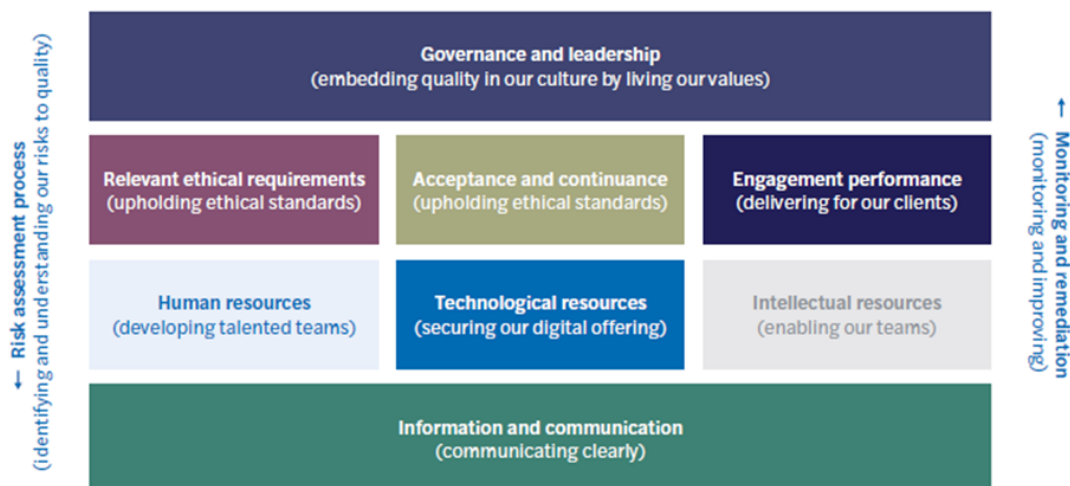 ← Risk assessment process
(identifying and understanding our risks to quality)
Governance and leadership
(embedding quality in our culture by living ourvalues)
Relevant ethical requirements
(upholding ethical standards)
Acceptance and continuance
(upholding ethical standards)
Engagement performance
(delivering for our clients)
Human resources
(developing talented teams)
Technological resources
(securing our digital offering)
Intellectual resources
(enabling our teams)
Information and communication
(communicating clearly)
← Monitoring and remediation
(monitoring and improving)